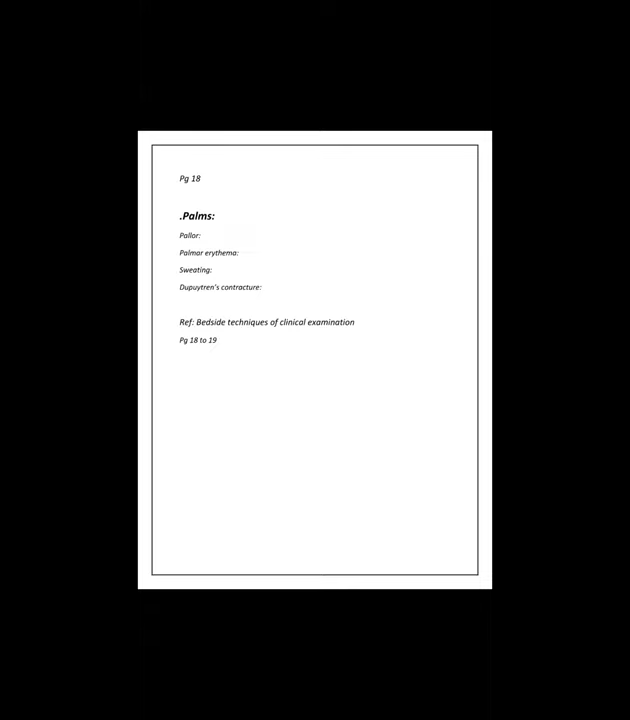 Pg 18
.Palms:
Pallor:
Palmar erythema:
Sweating:
Dupuytren's contracture:
Ref: Bedside techniques of clinical examination
Pg 18 to 19